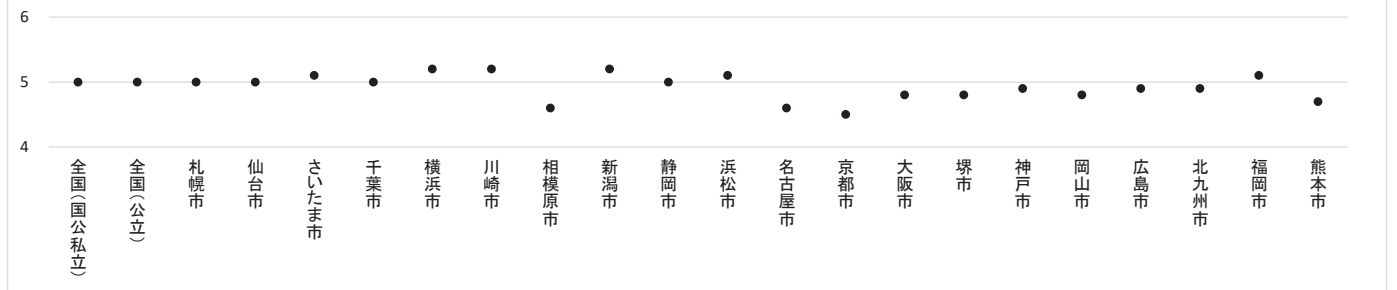 6
5
4
全国(国公私立)
全国(公立)
札幌市
仙台市
さいたま市
千葉市
横浜市
川崎市
相模原市
新潟市
静岡市
浜松市
名古屋市
京都市
大阪市
堺市
神戸市
岡山市
広島市
北九州市
福岡市
熊本市